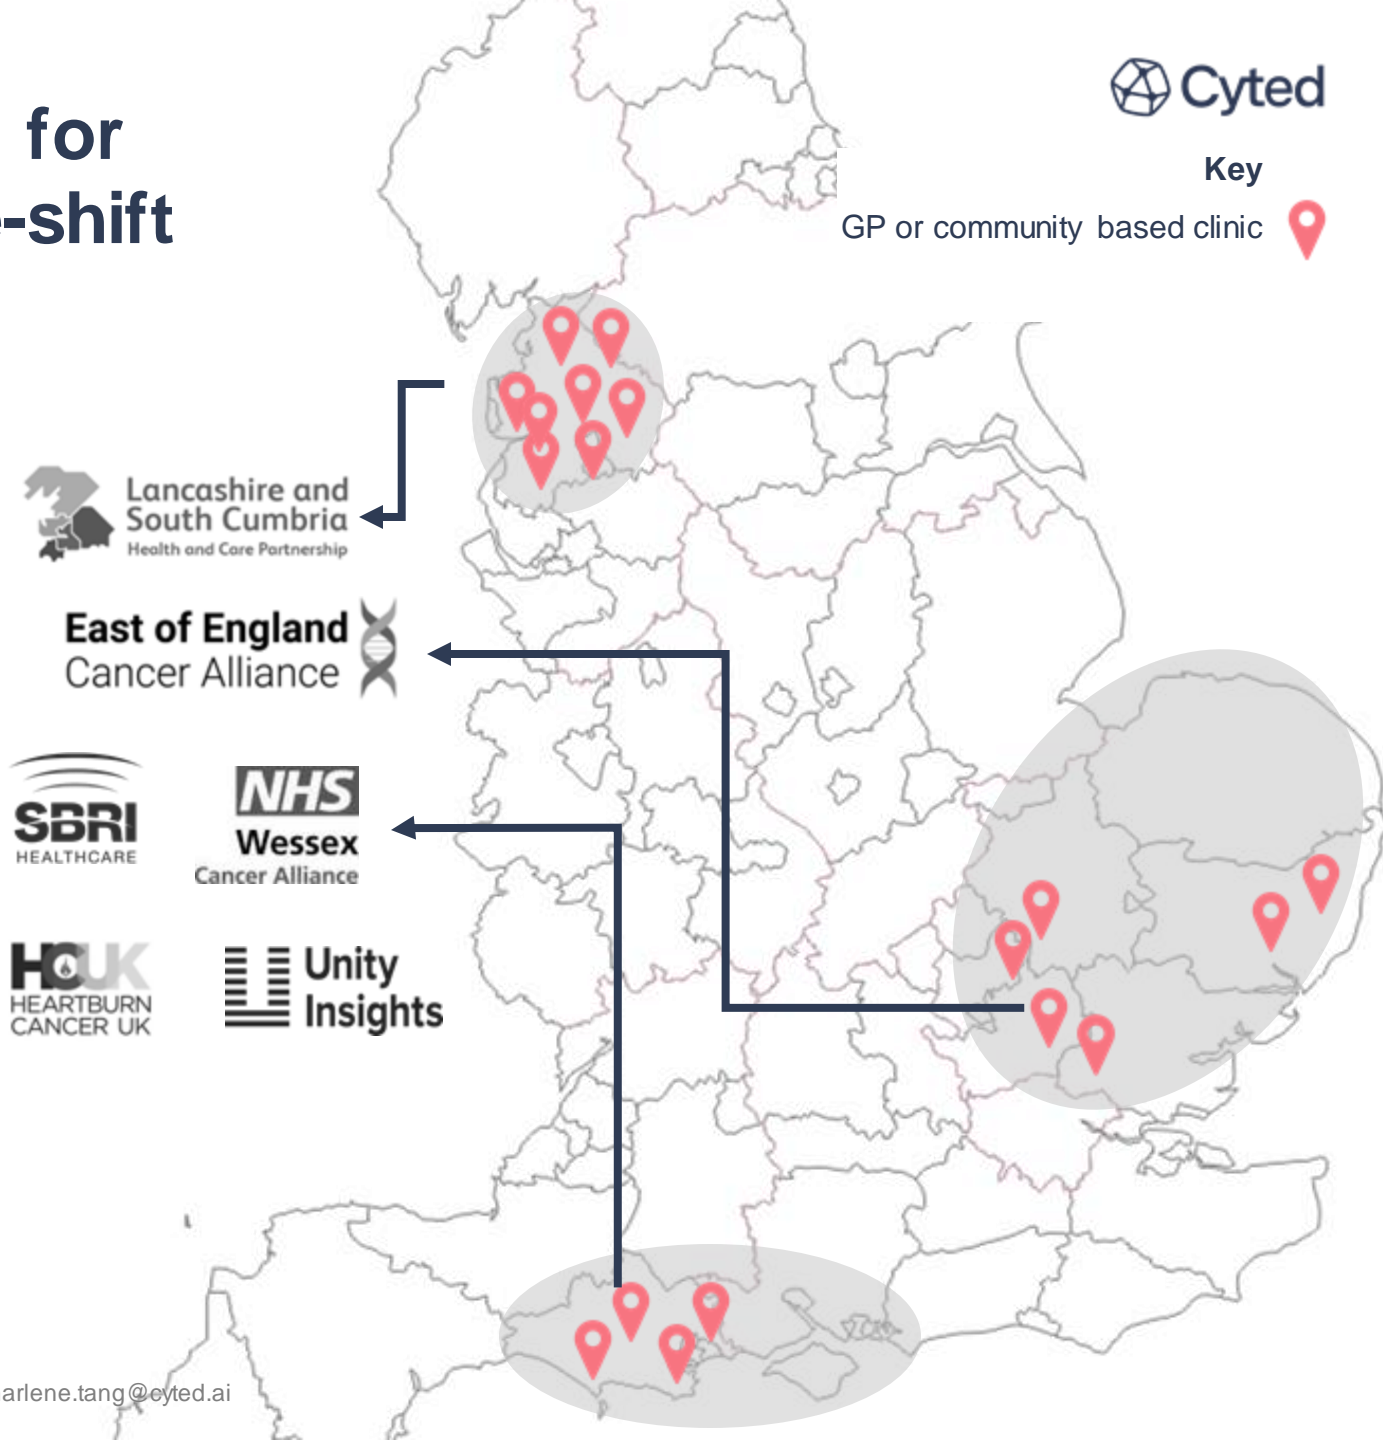 for
-shift
Cyted
Key
GP or community based clinic
Lancashire and
South Cumbria
Health and Care Partnership
East of England
Cancer Alliance
SBRI
HEALTHCARE
NHS
Wessex
Cancer Alliance
HCUK
HEARTBURN
CANCER UK
Unity
Insights
arlene.tang@cyted.ai